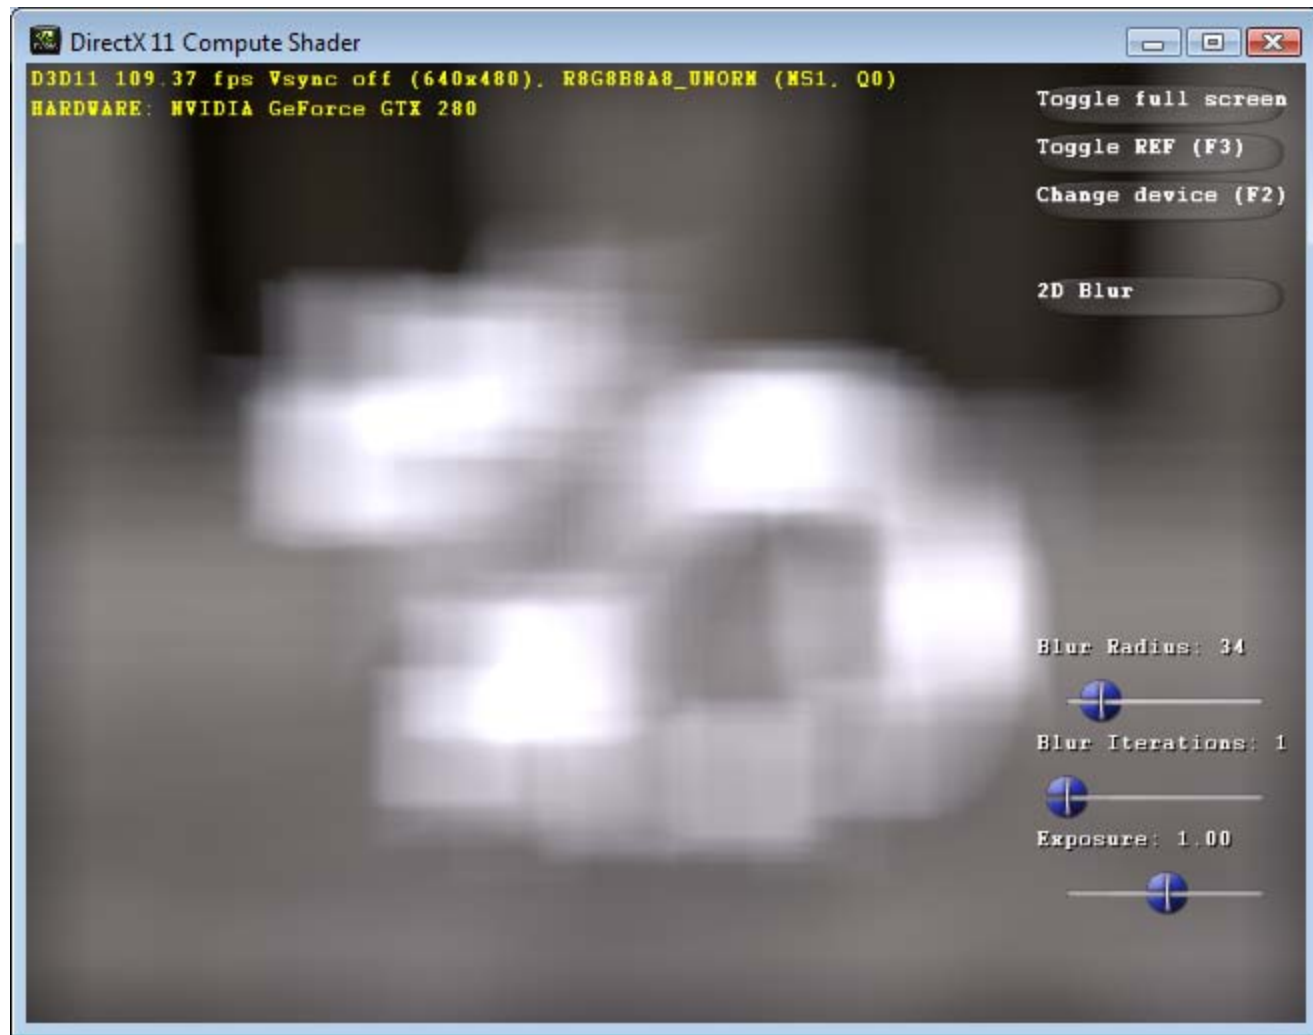 DirectX 11 Compute Shader
D3D11 109.37 fps Vsync off (640x480), R8G8B8A8_UNORM (MS1, Q0)
HARDWARE: NVIDIA GeForce GTX 280
Toggle full screen
Toggle REF (F3)
Change device (F2)
2D Blur
Blur Radius: 34
Blur Iterations: 1
Exposure: 1.00